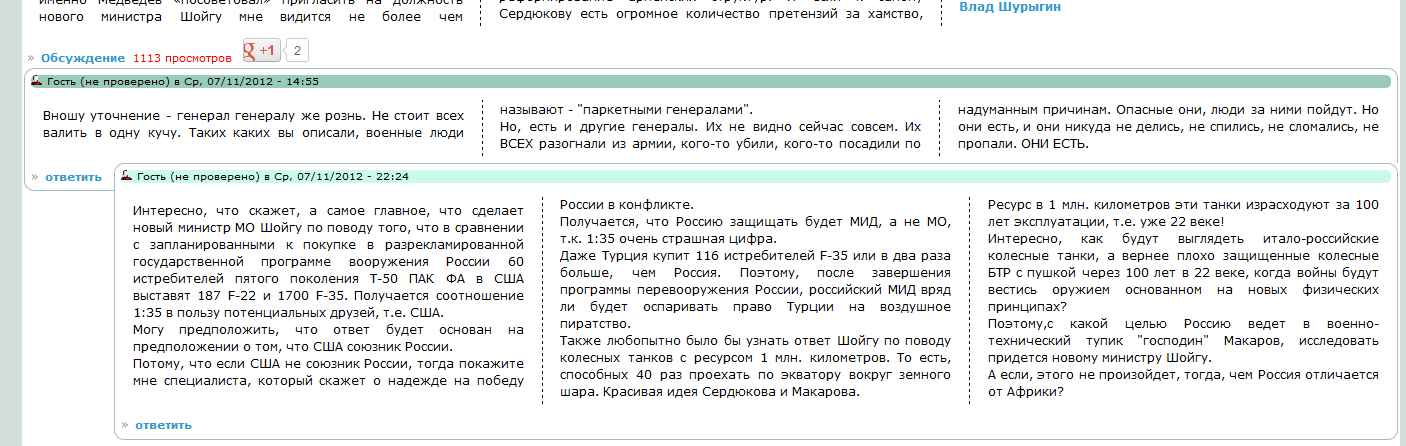 именно Медведев «посоветовал» пригласить на должность
нового министра Шойгу мне видится не более чем
Сердюкову есть огромное количество претензий за хамство,
Влад Шурыгин
» Обсуждение 1113 просмотров +1 2
Гость (не проверено) в Ср, 07/11/2012 - 14:55
Вношу уточнение - генерал генералу же рознь. Не стоит всех
валить в одну кучу. Таких каких вы описали, военные люди
называют - "паркетными генералами".
Но, есть и другие генералы. Их не видно сейчас совсем. Их
ВСЕХ разогнали из армии, кого-то убили, кого-то посадили по
надуманным причинам. Опасные они, люди за ними пойдут. Но
они есть, и они никуда не делись, не спились, не сломались, не
пропали. ОНИ ЕСТЬ.
» ответить
Гость (не проверено) в Ср, 07/11/2012 - 22:24
Интересно, что скажет, а самое главное, что сделает
новый министр МО Шойгу по поводу того, что в сравнении
с запланированными к покупке в разрекламированной
государственной программе вооружения России 60
истребителей пятого поколения Т-50 ПАК ФА в США
выставят 187 F-22 и 1700 F-35. Получается соотношение
1:35 в пользу потенциальных друзей, т.е. США.
Могу предположить, что ответ будет основан на
предположении о том, что США союзник России.
Потому, что если США не союзник России, тогда покажите
мне специалиста, который скажет о надежде на победу
России в конфликте.
Получается, что Россию защищать будет МИД, а не МО,
т.к. 1:35 очень страшная цифра.
Даже Турция купит 116 истребителей F-35 или в два раза
больше, чем Россия. Поэтому, после завершения
программы перевооружения России, российский МИД вряд
ли будет оспаривать право Турции на воздушное
пиратство.
Также любопытно было бы узнать ответ Шойгу по поводу
колесных танков с ресурсом 1 млн. километров. То есть,
способных 40 раз проехать по экватору вокруг земного
шара. Красивая идея Сердюкова и Макарова.
Ресурс в 1 млн. километров эти танки израсходуют за 100
лет эксплуатации, т.е. уже 22 веке!
Интересно, как будут выглядеть итало-российские
колесные танки, а вернее плохо защищенные колесные
БТР с пушкой через 100 лет в 22 веке, когда войны будут
вестись оружием основанном на новых физических
принципах?
Поэтому,с какой целью Россию ведет в военно-
технический тупик "господин" Макаров, исследовать
придется новому министру Шойгу.
А если, этого не произойдет, тогда, чем Россия отличается
от Африки?
» ответить